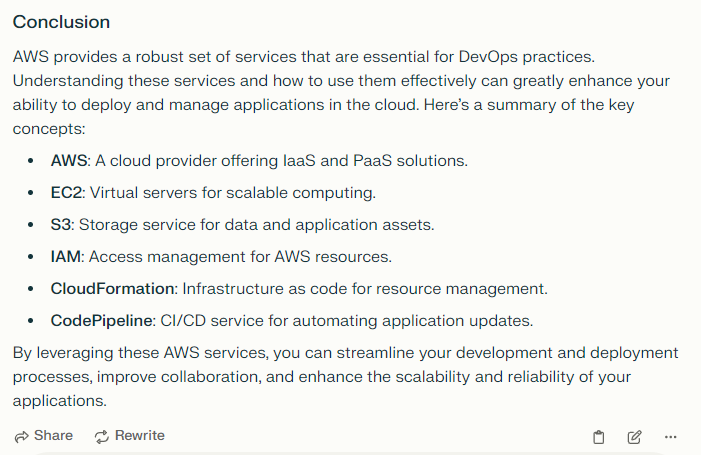 Conclusion
AWS provides a robust set of services that are essential for DevOps practices.
Understanding these services and how to use them effectively can greatly enhance your
ability to deploy and manage applications in the cloud. Here's a summary of the key
concepts:
• AWS: A cloud provider offering IaaS and PaaS solutions.
• EC2: Virtual servers for scalable computing.
• S3: Storage service for data and application assets.
• IAM: Access management for AWS resources.
• CloudFormation: Infrastructure as code for resource management.
• CodePipeline: CI/CD service for automating application updates.
By leveraging these AWS services, you can streamline your development and deployment
processes, improve collaboration, and enhance the scalability and reliability of your
applications.
Share Rewrite